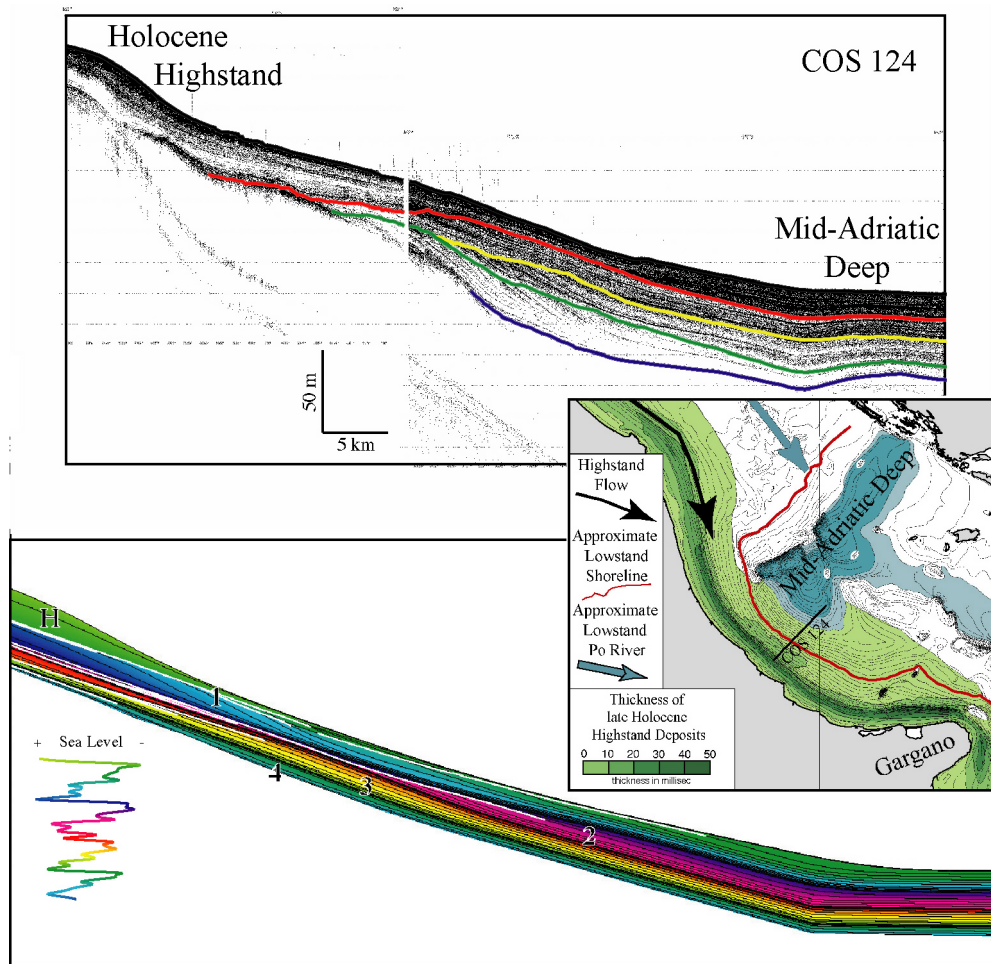 Holocene
Highstand
COS 124
Mid-Adriatic
Deep
50 m
5 km
Highstand
Flow
Approximate
Lowstand
Shoreline
Approximate
Lowstand
Po River
Thickness of
late Holocene
Highstand Deposits
0 10 20 30 40 50
thickness in millisec
Mid-Adriatic Deep
COS 124
Gargano
H
1
2
3
4
+ Sea Level -